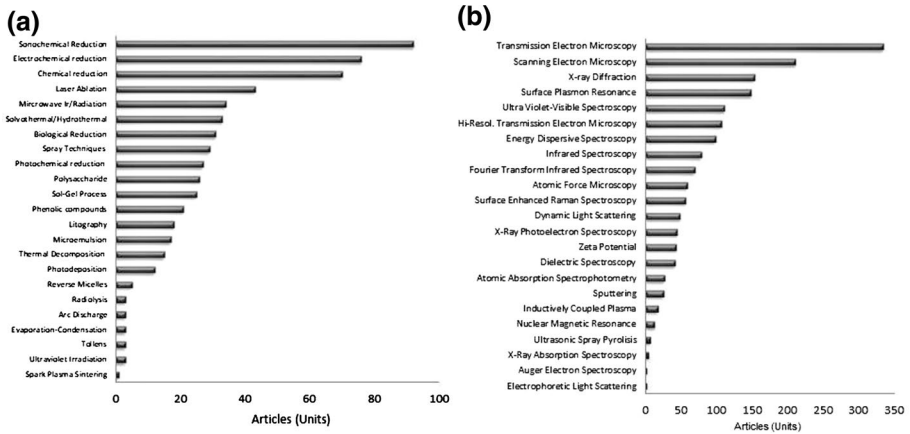 (a)
Sonochemical Reduction
Electrochemical reduction
Chemical reduction
Laser Ablation
Mircrowave Ir/Radiation
Solvothermal/Hydrothermal
Biological Reduction
Spray Techniques
Photochemical reduction
Polysaccharide
Sol-Gel Process
Phenolic compounds
Litography
Microemulsion
Thermal Decomposition
Photodeposition
Reverse Micelles
Radiolysis
Arc Discharge
Evaporation-Condensation
Tollens
Ultraviolet Irradiation
Spark Plasma Sintering
0 20 40 60 80 100
Articles (Units)
(b)
Transmission Electron Microscopy
Scanning Electron Microscopy
X-ray Diffraction
Surface Plasmon Resonance
Ultra Violet-Visible Spectroscopy
Hi-Resol. Transmission Electron Microscopy
Energy Dispersive Spectroscopy
Infrared Spectroscopy
Fourier Transform Infrared Spectroscopy
Atomic Force Microscopy
Surface Enhanced Raman Spectroscopy
Dynamic Light Scattering
X-Ray Photoelectron Spectroscopy
Zeta Potential
Dielectric Spectroscopy
Atomic Absorption Spectrophotometry
Sputtering
Inductively Coupled Plasma
Nuclear Magnetic Resonance
Ultrasonic Spray Pyrolisis
X-Ray Absorption Spectroscopy
Auger Electron Spectroscopy
Electrophoretic Light Scattering
0 50 100 150 200 250 300 350
Articles (Units)